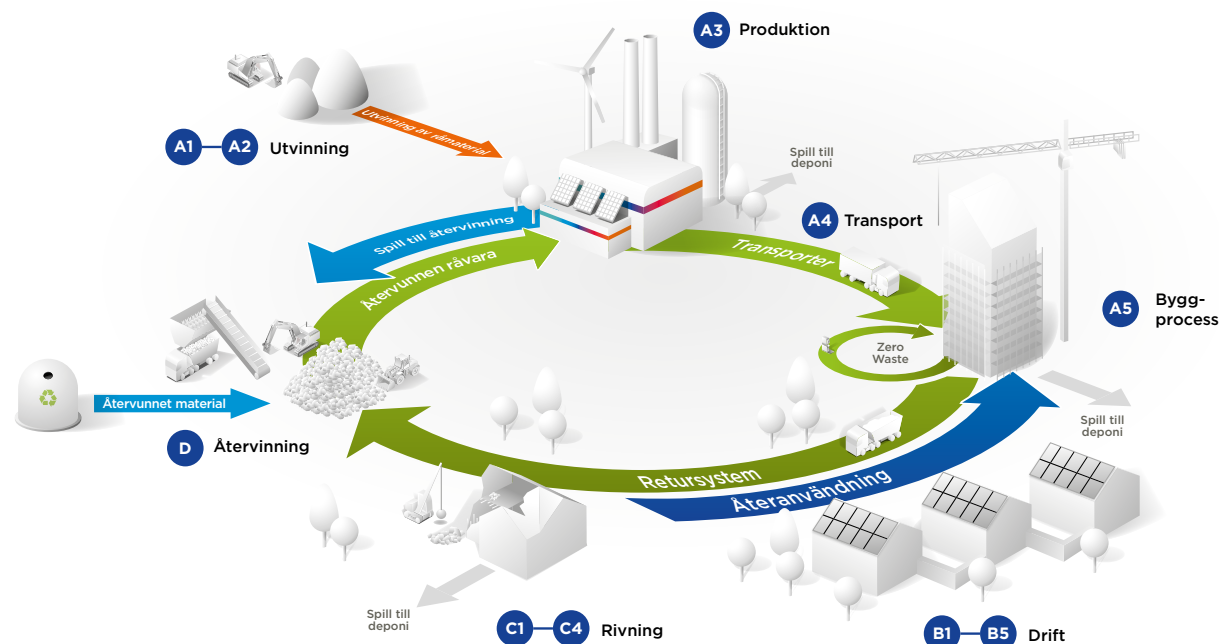 A3 Produktion
Utvinning av råmaterial
A1 A2 Utvinning
Spill till
deponi
A4 Transport
Spill till återvinning
Transporter
Återvunnen råvara
A5 Bygg-
process
Zero
Waste
Återvunnet material
Spill till
deponi
D Återvinning
Retursystem
Återanvändning
Spill till
deponi
C1 C4 Rivning
B1 B5 Drift